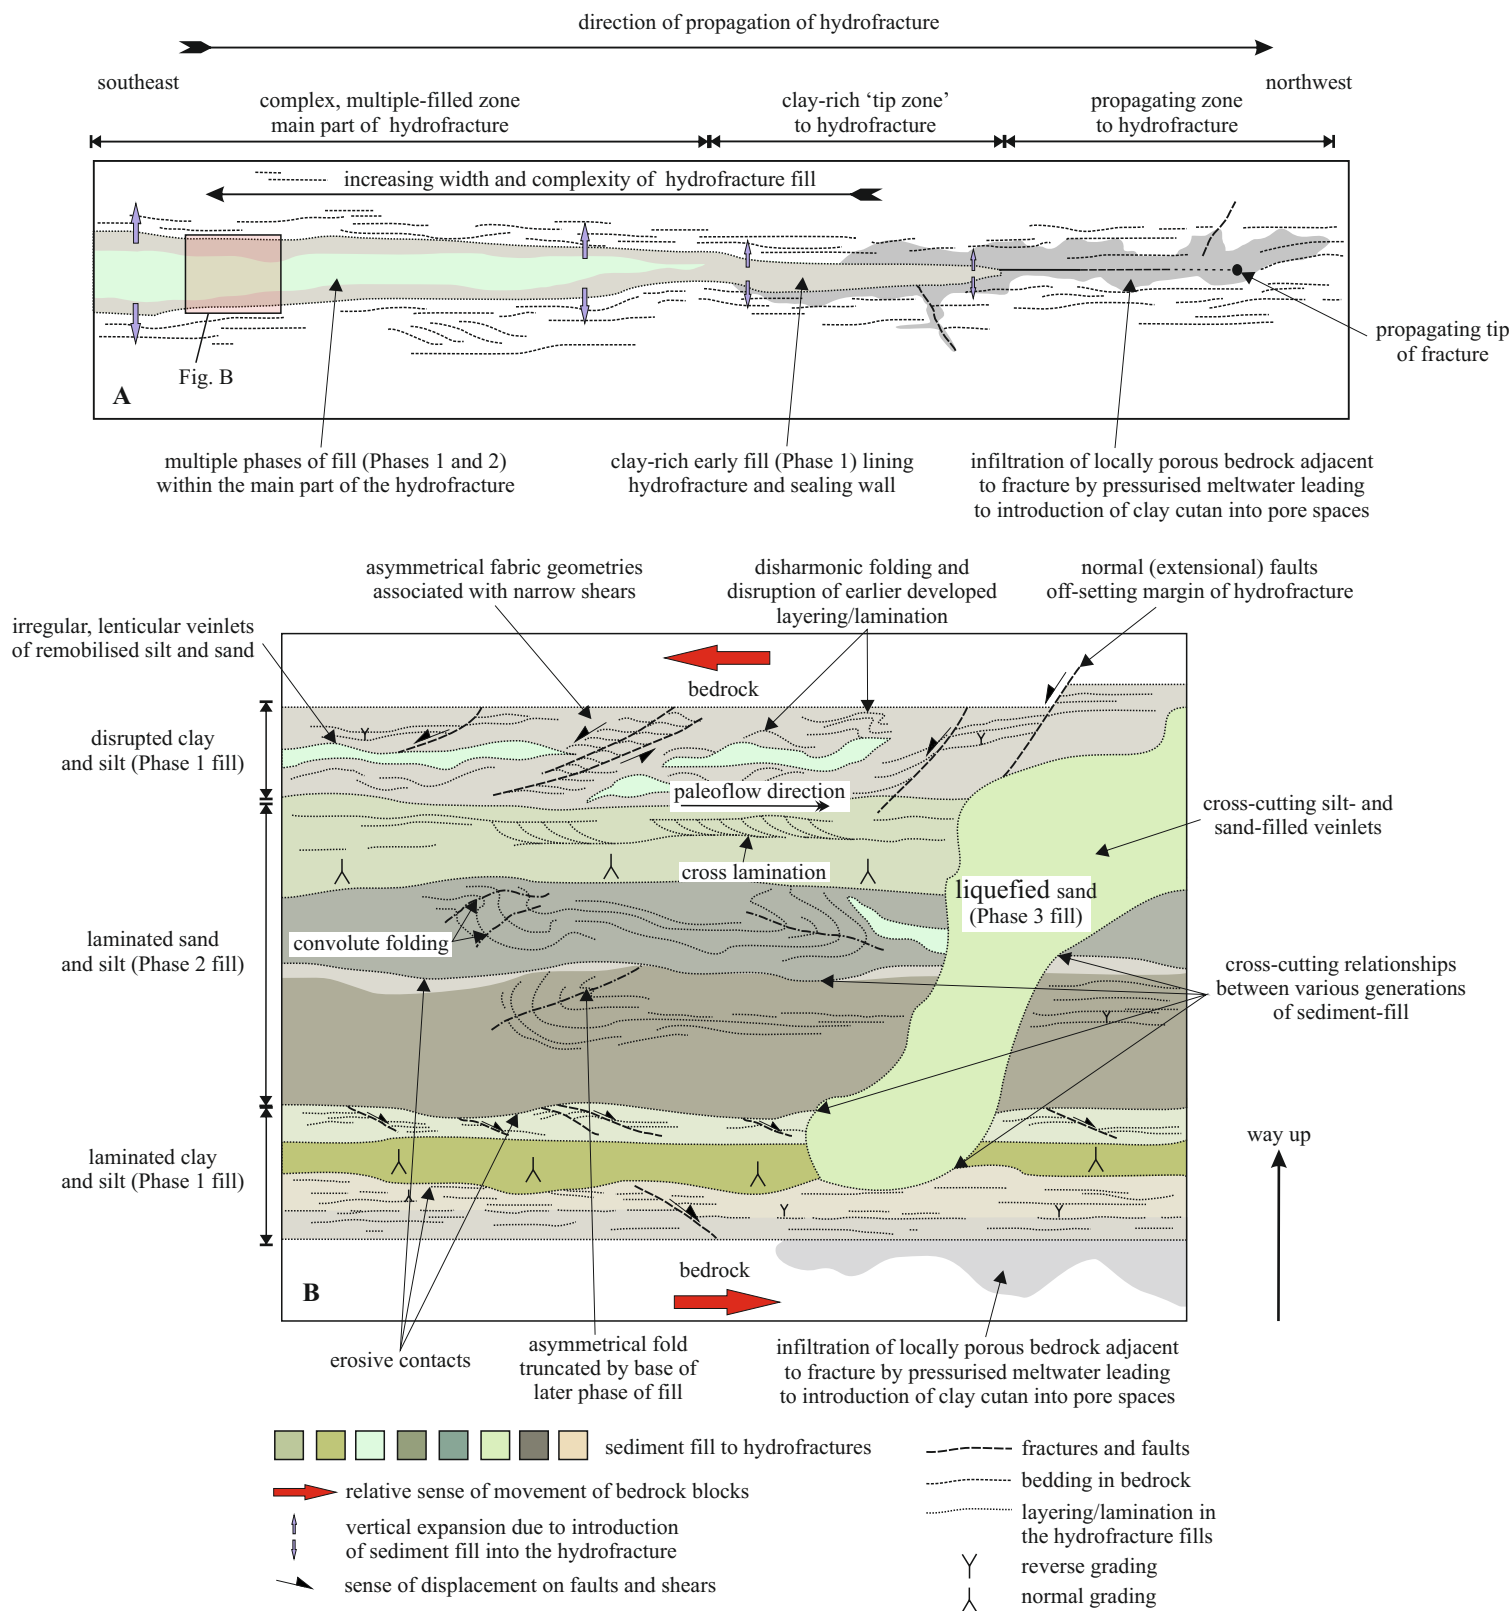 direction of propagation of hydrofracture
southeast
northwest
complex, multiple-filled zone
main part of hydrofracture
clay-rich ‘tip zone’
to hydrofracture
propagating zone
to hydrofracture
increasing width and complexity of hydrofracture fill
Fig. B
A
propagating tip
of fracture
multiple phases of fill (Phases 1 and 2)
within the main part of the hydrofracture
clay-rich early fill (Phase 1) lining
hydrofracture and sealing wall
infiltration of locally porous bedrock adjacent
to fracture by pressurised meltwater leading
to introduction of clay cutan into pore spaces
asymmetrical fabric geometries
associated with narrow shears
disharmonic folding and
disruption of earlier developed
layering/lamination
normal (extensional) faults
off-setting margin of hydrofracture
irregular, lenticular veinlets
of remobilised silt and sand
bedrock
disrupted clay
and silt (Phase 1 fill)
paleoflow direction
cross-cutting silt- and
sand-filled veinlets
cross lamination
liquefied sand
(Phase 3 fill)
convolute folding
laminated sand
and silt (Phase 2 fill)
cross-cutting relationships
between various generations
of sediment-fill
laminated clay
and silt (Phase 1 fill)
way up
bedrock
B
erosive contacts
asymmetrical fold
truncated by base of
later phase of fill
infiltration of locally porous bedrock adjacent
to fracture by pressurised meltwater leading
to introduction of clay cutan into pore spaces
sediment fill to hydrofractures
relative sense of movement of bedrock blocks
vertical expansion due to introduction
of sediment fill into the hydrofracture
sense of displacement on faults and shears
fractures and faults
bedding in bedrock
layering/lamination in
the hydrofracture fills
reverse grading
normal grading